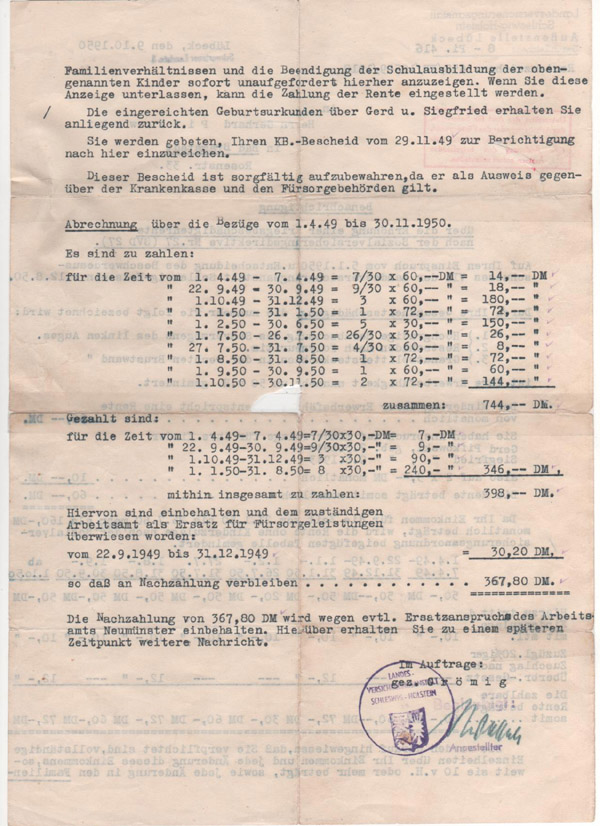 Familienverhältnissen und die Beendigung der Schulausbildung der oben-
genannten Kinder sofort unaufgefordert hierher anzuzeigen. Wenn Sie diese
Anzeige unterlassen, kann die Zahlung der Rente eingestellt werden.
/ Die eingereichten Geburtsurkunden über Gerd u. Siegfried erhalten Sie
anliegend zurück.
Sie werden gebeten, Ihren KB.-Bescheid vom 29.11.49 zur Berichtigung
nach hier einzureichen.
Dieser Bescheid ist sorgfältig aufzubewahren,da er als Ausweis gegen-
über der Krankenkasse und den Fürsorgebehörden gilt.
Abrechnung über die Bezüge vom 1.4.49 bis 30.11.1950.
Es sind zu zahlen:
für die Zeit vom 1. 4.49 - 7. 4.49 = 7/30 x 60,--DM = 14,-- DM
" 22. 9.49 - 30. 9.49 = 9/30 x 60,-- " = 18,-- "
" 1.10.49 - 31.12.49 = 3 x 60,-- " = 180,-- "
" 1. 1.50 - 31. 1.50 = 1 x 72,-- " = 72,-- "
" 1. 2.50 - 30. 6.50 = 5 x 30,-- " = 150,-- "
" 1. 7.50 - 26. 7.50 = 26/30 x 30,-- " = 26,-- "
" 27. 7.50 - 31. 7.50 = 4/30 x 60,-- " = 8,-- "
" 1. 8.50 - 31. 8.50 = 1 x 72,-- " = 72,-- "
" 1. 9.50 - 30. 9.50 = 1 x 60,-- " = 60,-- "
" 1.10.50 - 30.11.50 = 2 x 72,-- " = 144,-- "
zusammen: 744,-- DM.
Gezahlt sind:
für die Zeit vom 1. 4.49- 7. 4.49=7/30x30,-DM= 7,-DM
" 22. 9.49-30. 9.49=9/30x30,-"= 9,-"
" 1.10.49-31.12.49= 3 x30,-"= 90,-"
" 1. 1.50-31. 8.50= 8 x30,-"= 240,-" 346,-- DM.
mithin insgesamt zu zahlen: 398,-- DM.
Hiervon sind einbehalten und dem zuständigen
Arbeitsamt als Ersatz für Fürsorgeleistungen
überwiesen worden:
vom 22.9.1949 bis 31.12.1949 = 30,20 DM.
so daß an Nachzahlung verbleiben . . . . . . . . . . . . 367,80 DM.
==============
Die Nachzahlung von 367,80 DM wird wegen evtl. Ersatzanspruchs des Arbeits-
amts Neumünster einbehalten. Hierüber erhalten Sie zu einem späteren
Zeitpunkt weitere Nachricht.
Im Auftrage:
gez. Grömig
LANDES-
VERSICHERUNGSANSTALT
SCHLESWIG-HOLSTEIN
Angestellter